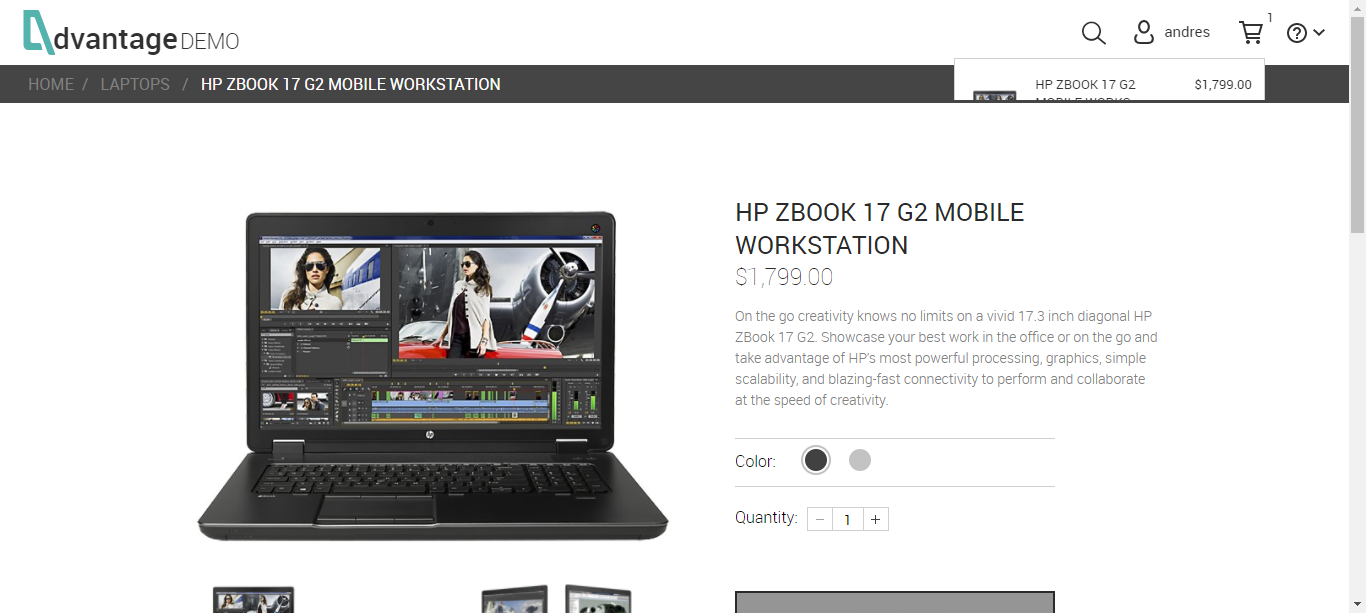 dvantage DEMO
andres
1
HOME / LAPTOPS / HP ZBOOK 17 G2 MOBILE WORKSTATION
HP ZBOOK 17 G2 $1,799.00
MOBILE WORKS
HP ZBOOK 17 G2 MOBILE
WORKSTATION
$1,799.00
On the go creativity knows no limits on a vivid 17.3 inch diagonal HP
ZBook 17 G2. Showcase your best work in the office or on the go and
take advantage of HP's most powerful processing, graphics, simple
scalability, and blazing-fast connectivity to perform and collaborate
at the speed of creativity.
Color:
Quantity: − 1 +
hp